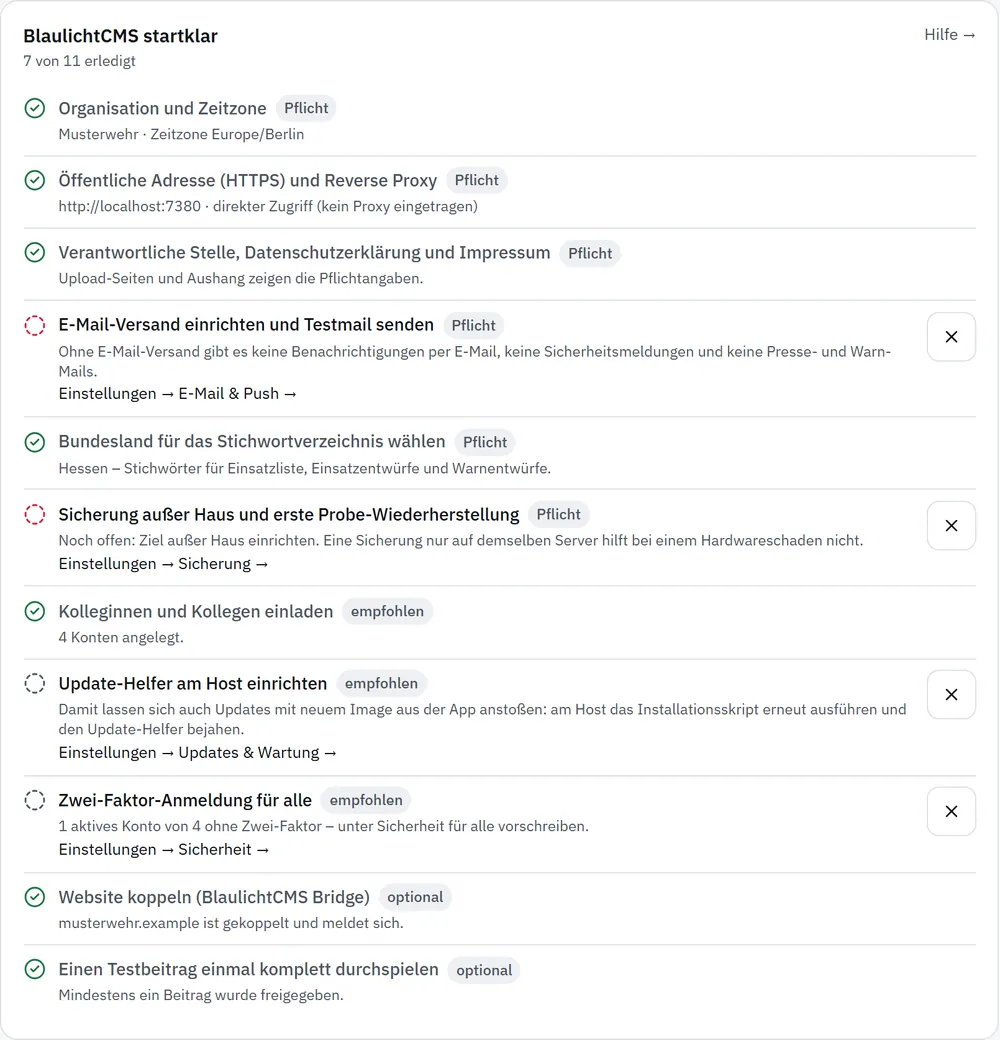 BlaulichtCMS startklar
Hilfe →
7 von 11 erledigt
Organisation und Zeitzone Pflicht
Musterwehr · Zeitzone Europe/Berlin
Öffentliche Adresse (HTTPS) und Reverse Proxy Pflicht
http://localhost:7380 · direkter Zugriff (kein Proxy eingetragen)
Verantwortliche Stelle, Datenschutzerklärung und Impressum Pflicht
Upload-Seiten und Aushang zeigen die Pflichtangaben.
E-Mail-Versand einrichten und Testmail senden Pflicht
Ohne E-Mail-Versand gibt es keine Benachrichtigungen per E-Mail, keine Sicherheitsmeldungen und keine Presse- und Warn-
Mails.
Einstellungen → E-Mail & Push →
Bundesland für das Stichwortverzeichnis wählen Pflicht
Hessen – Stichwörter für Einsatzliste, Einsatzentwürfe und Warnentwürfe.
Sicherung außer Haus und erste Probe-Wiederherstellung Pflicht
Noch offen: Ziel außer Haus einrichten. Eine Sicherung nur auf demselben Server hilft bei einem Hardwareschaden nicht.
Einstellungen → Sicherung →
Kolleginnen und Kollegen einladen empfohlen
4 Konten angelegt.
Update-Helfer am Host einrichten empfohlen
Damit lassen sich auch Updates mit neuem Image aus der App anstoßen: am Host das Installationsskript erneut ausführen und
den Update-Helfer bejahen.
Einstellungen → Updates & Wartung →
Zwei-Faktor-Anmeldung für alle empfohlen
1 aktives Konto von 4 ohne Zwei-Faktor – unter Sicherheit für alle vorschreiben.
Einstellungen → Sicherheit →
Website koppeln (BlaulichtCMS Bridge) optional
musterwehr.example ist gekoppelt und meldet sich.
Einen Testbeitrag einmal komplett durchspielen optional
Mindestens ein Beitrag wurde freigegeben.